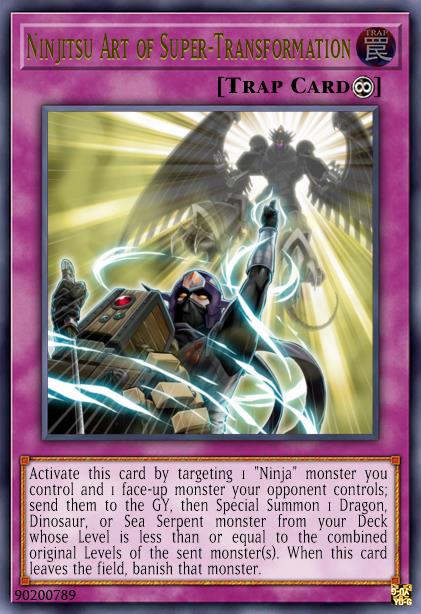 Ninjitsu Art of Super-Transformation
TRAP
罠
[Trap Card]
Activate this card by targeting 1 "Ninja" monster you
control and 1 face-up monster your opponent controls;
send them to the GY, then Special Summon 1 Dragon,
Dinosaur, or Sea Serpent monster from your Deck
whose Level is less than or equal to the combined
original Levels of the sent monster(s). When this card
leaves the field, banish that monster.
90200789